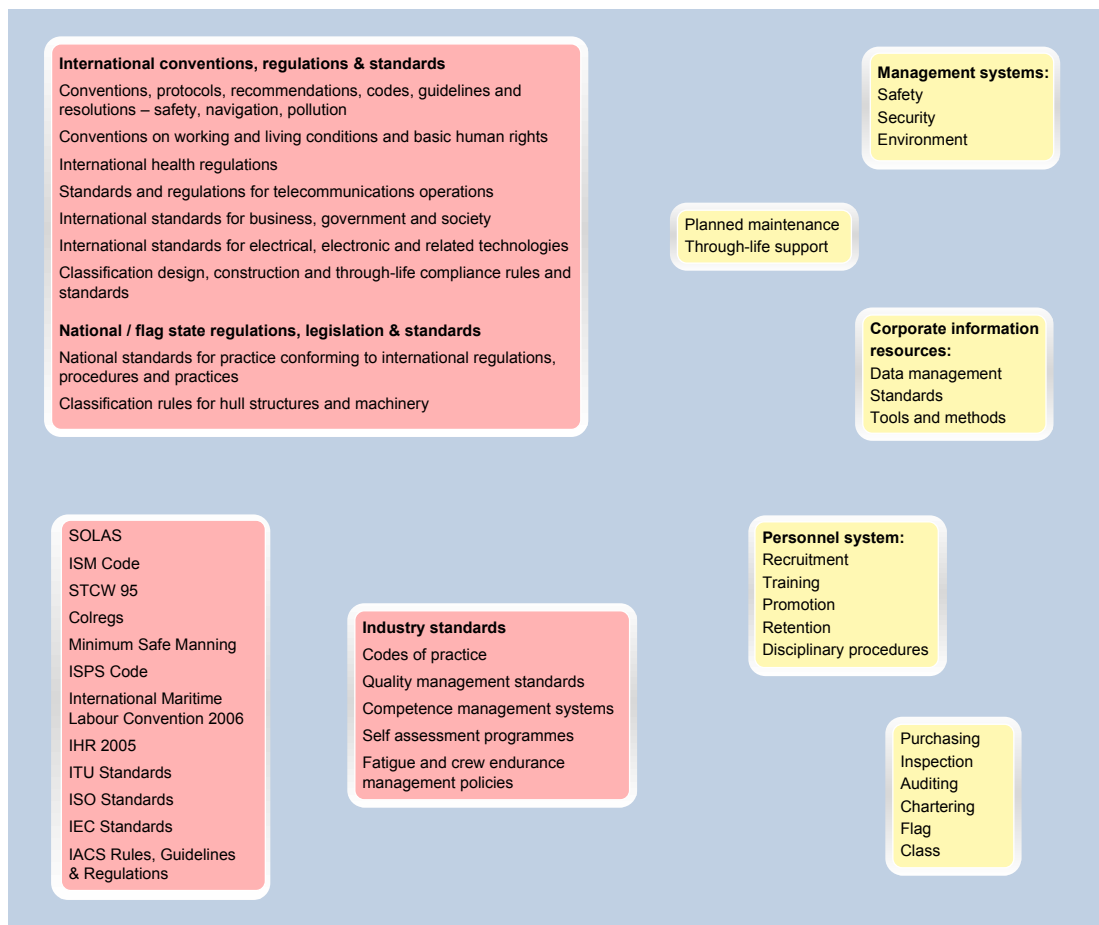 International conventions, regulations & standards
Conventions, protocols, recommendations, codes, guidelines and
resolutions – safety, navigation, pollution
Conventions on working and living conditions and basic human rights
International health regulations
Standards and regulations for telecommunications operations
International standards for business, government and society
International standards for electrical, electronic and related technologies
Classification design, construction and through-life compliance rules and
standards
National / flag state regulations, legislation & standards
National standards for practice conforming to international regulations,
procedures and practices
Classification rules for hull structures and machinery
Management systems:
Safety
Security
Environment
Planned maintenance
Through-life support
Corporate information
resources:
Data management
Standards
Tools and methods
SOLAS
ISM Code
STCW 95
Colregs
Minimum Safe Manning
ISPS Code
International Maritime
Labour Convention 2006
IHR 2005
ITU Standards
ISO Standards
IEC Standards
IACS Rules, Guidelines
& Regulations
Industry standards
Codes of practice
Quality management standards
Competence management systems
Self assessment programmes
Fatigue and crew endurance
management policies
Personnel system:
Recruitment
Training
Promotion
Retention
Disciplinary procedures
Purchasing
Inspection
Auditing
Chartering
Flag
Class